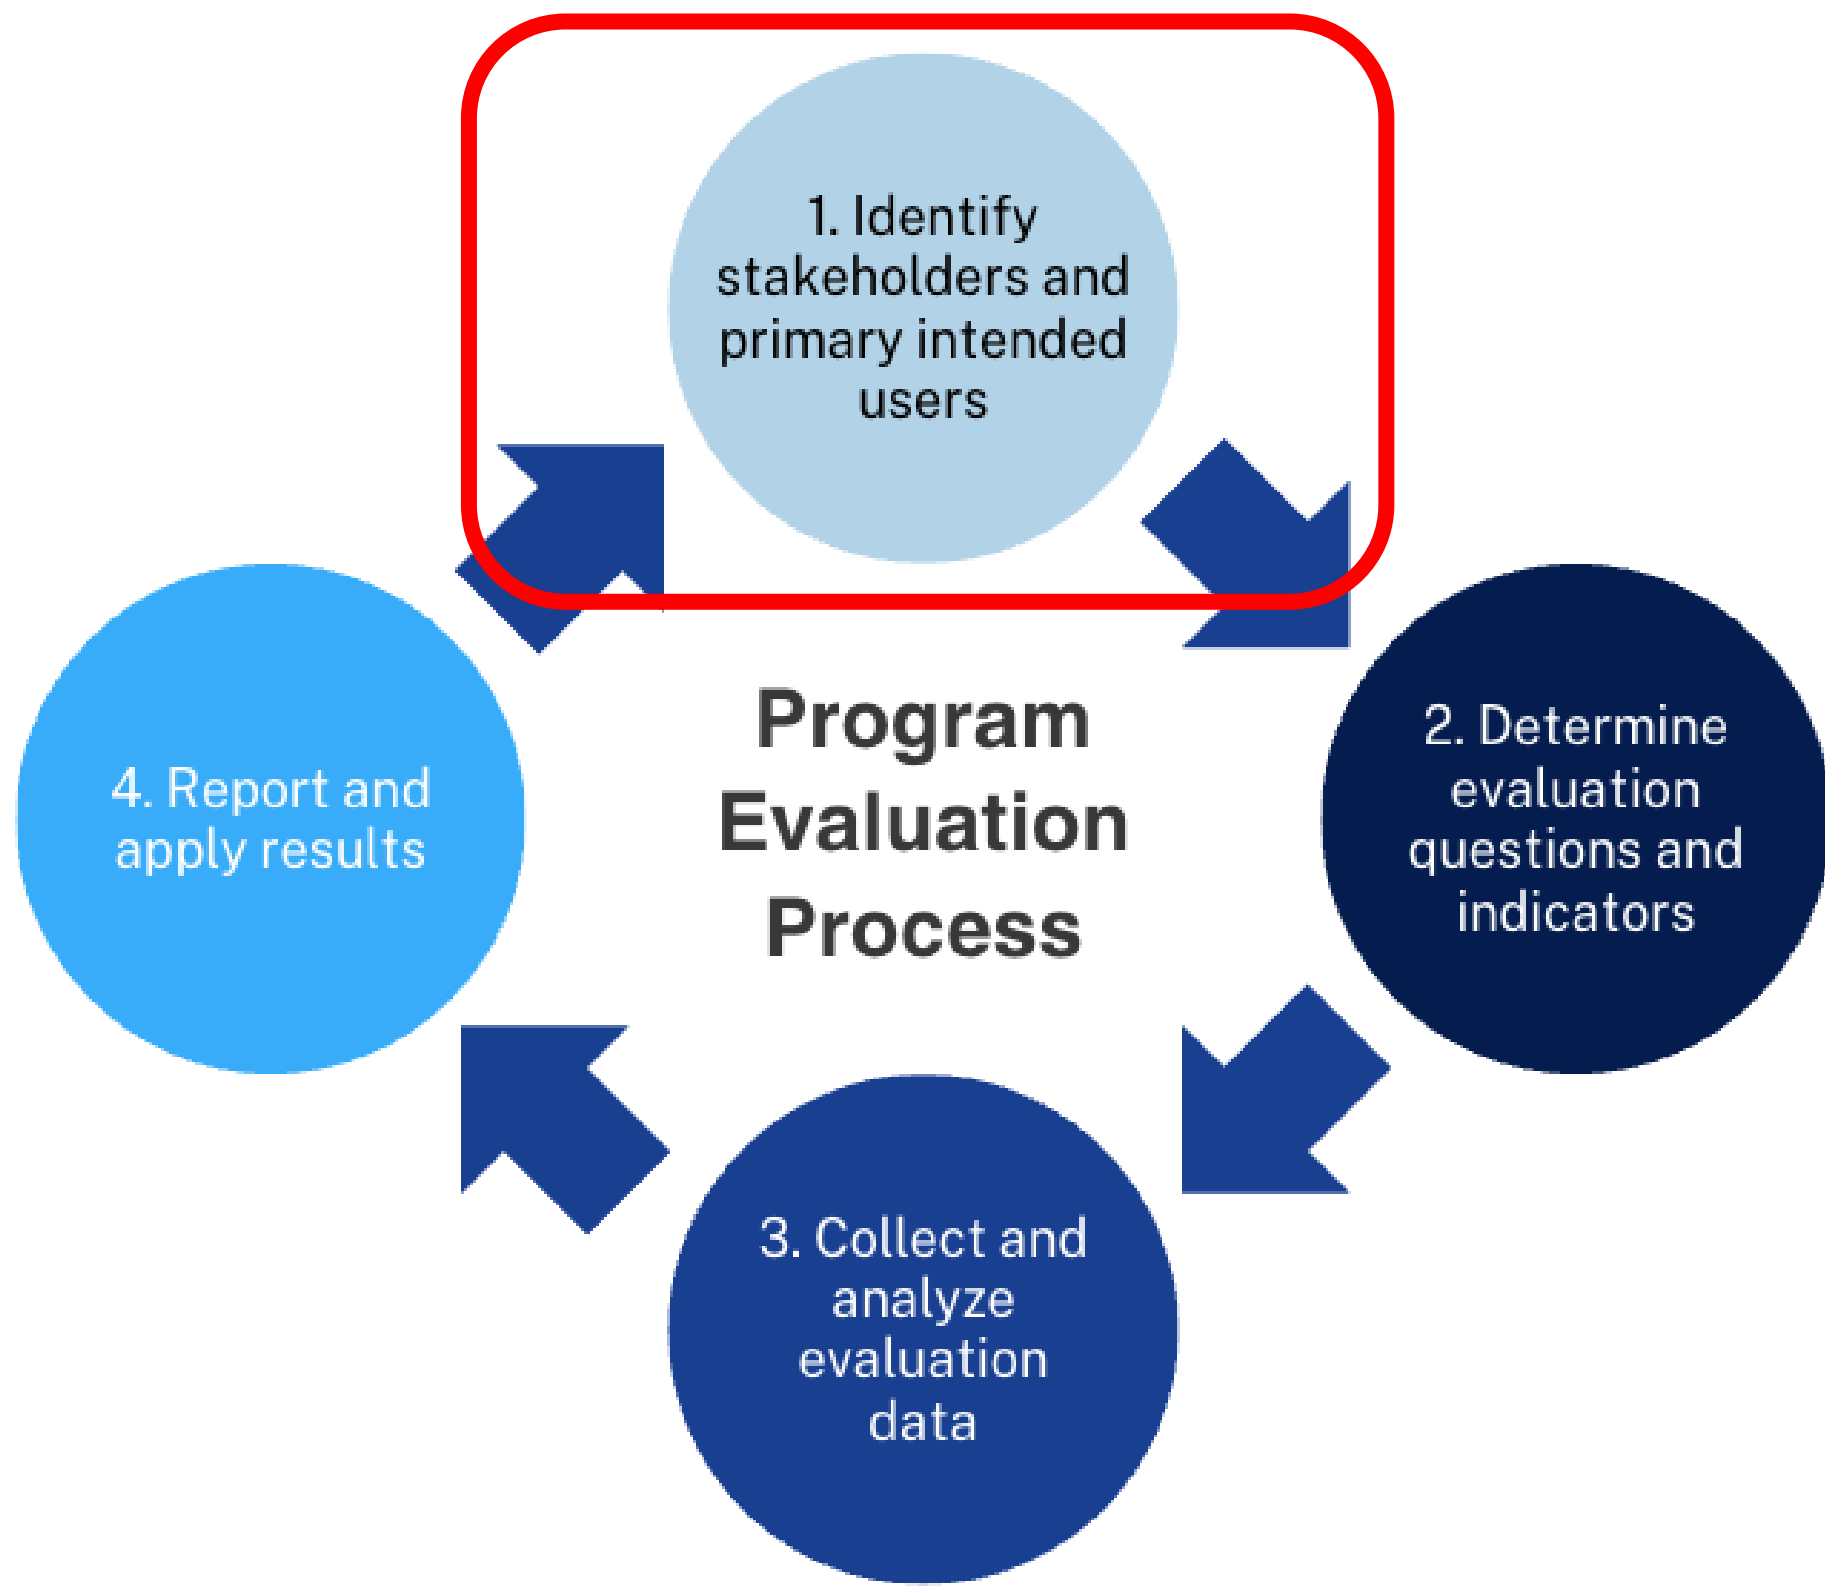 1. Identify
stakeholders and
primary intended
users
2. Determine
evaluation
questions and
indicators
3. Collect and
analyze
evaluation
data
4. Report and
apply results
Program
Evaluation
Process